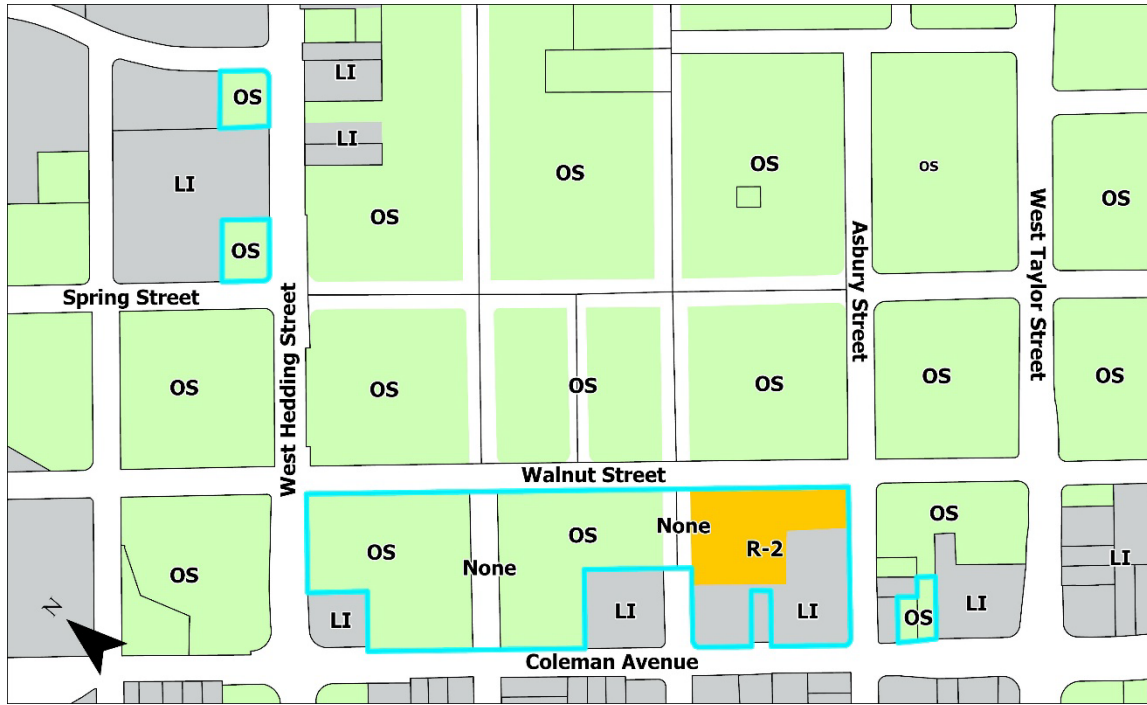 LI
OS
LI
OS
OS
OS
OS
LI
OS
OS
OS
Spring Street
West Hedding Street
Asbury Street
West Taylor Street
OS
OS
OS
OS
OS
OS
Walnut Street
OS
OS
None
R-2
OS
LI
OS
None
LI
LI
LI
OS
LI
N
Coleman Avenue